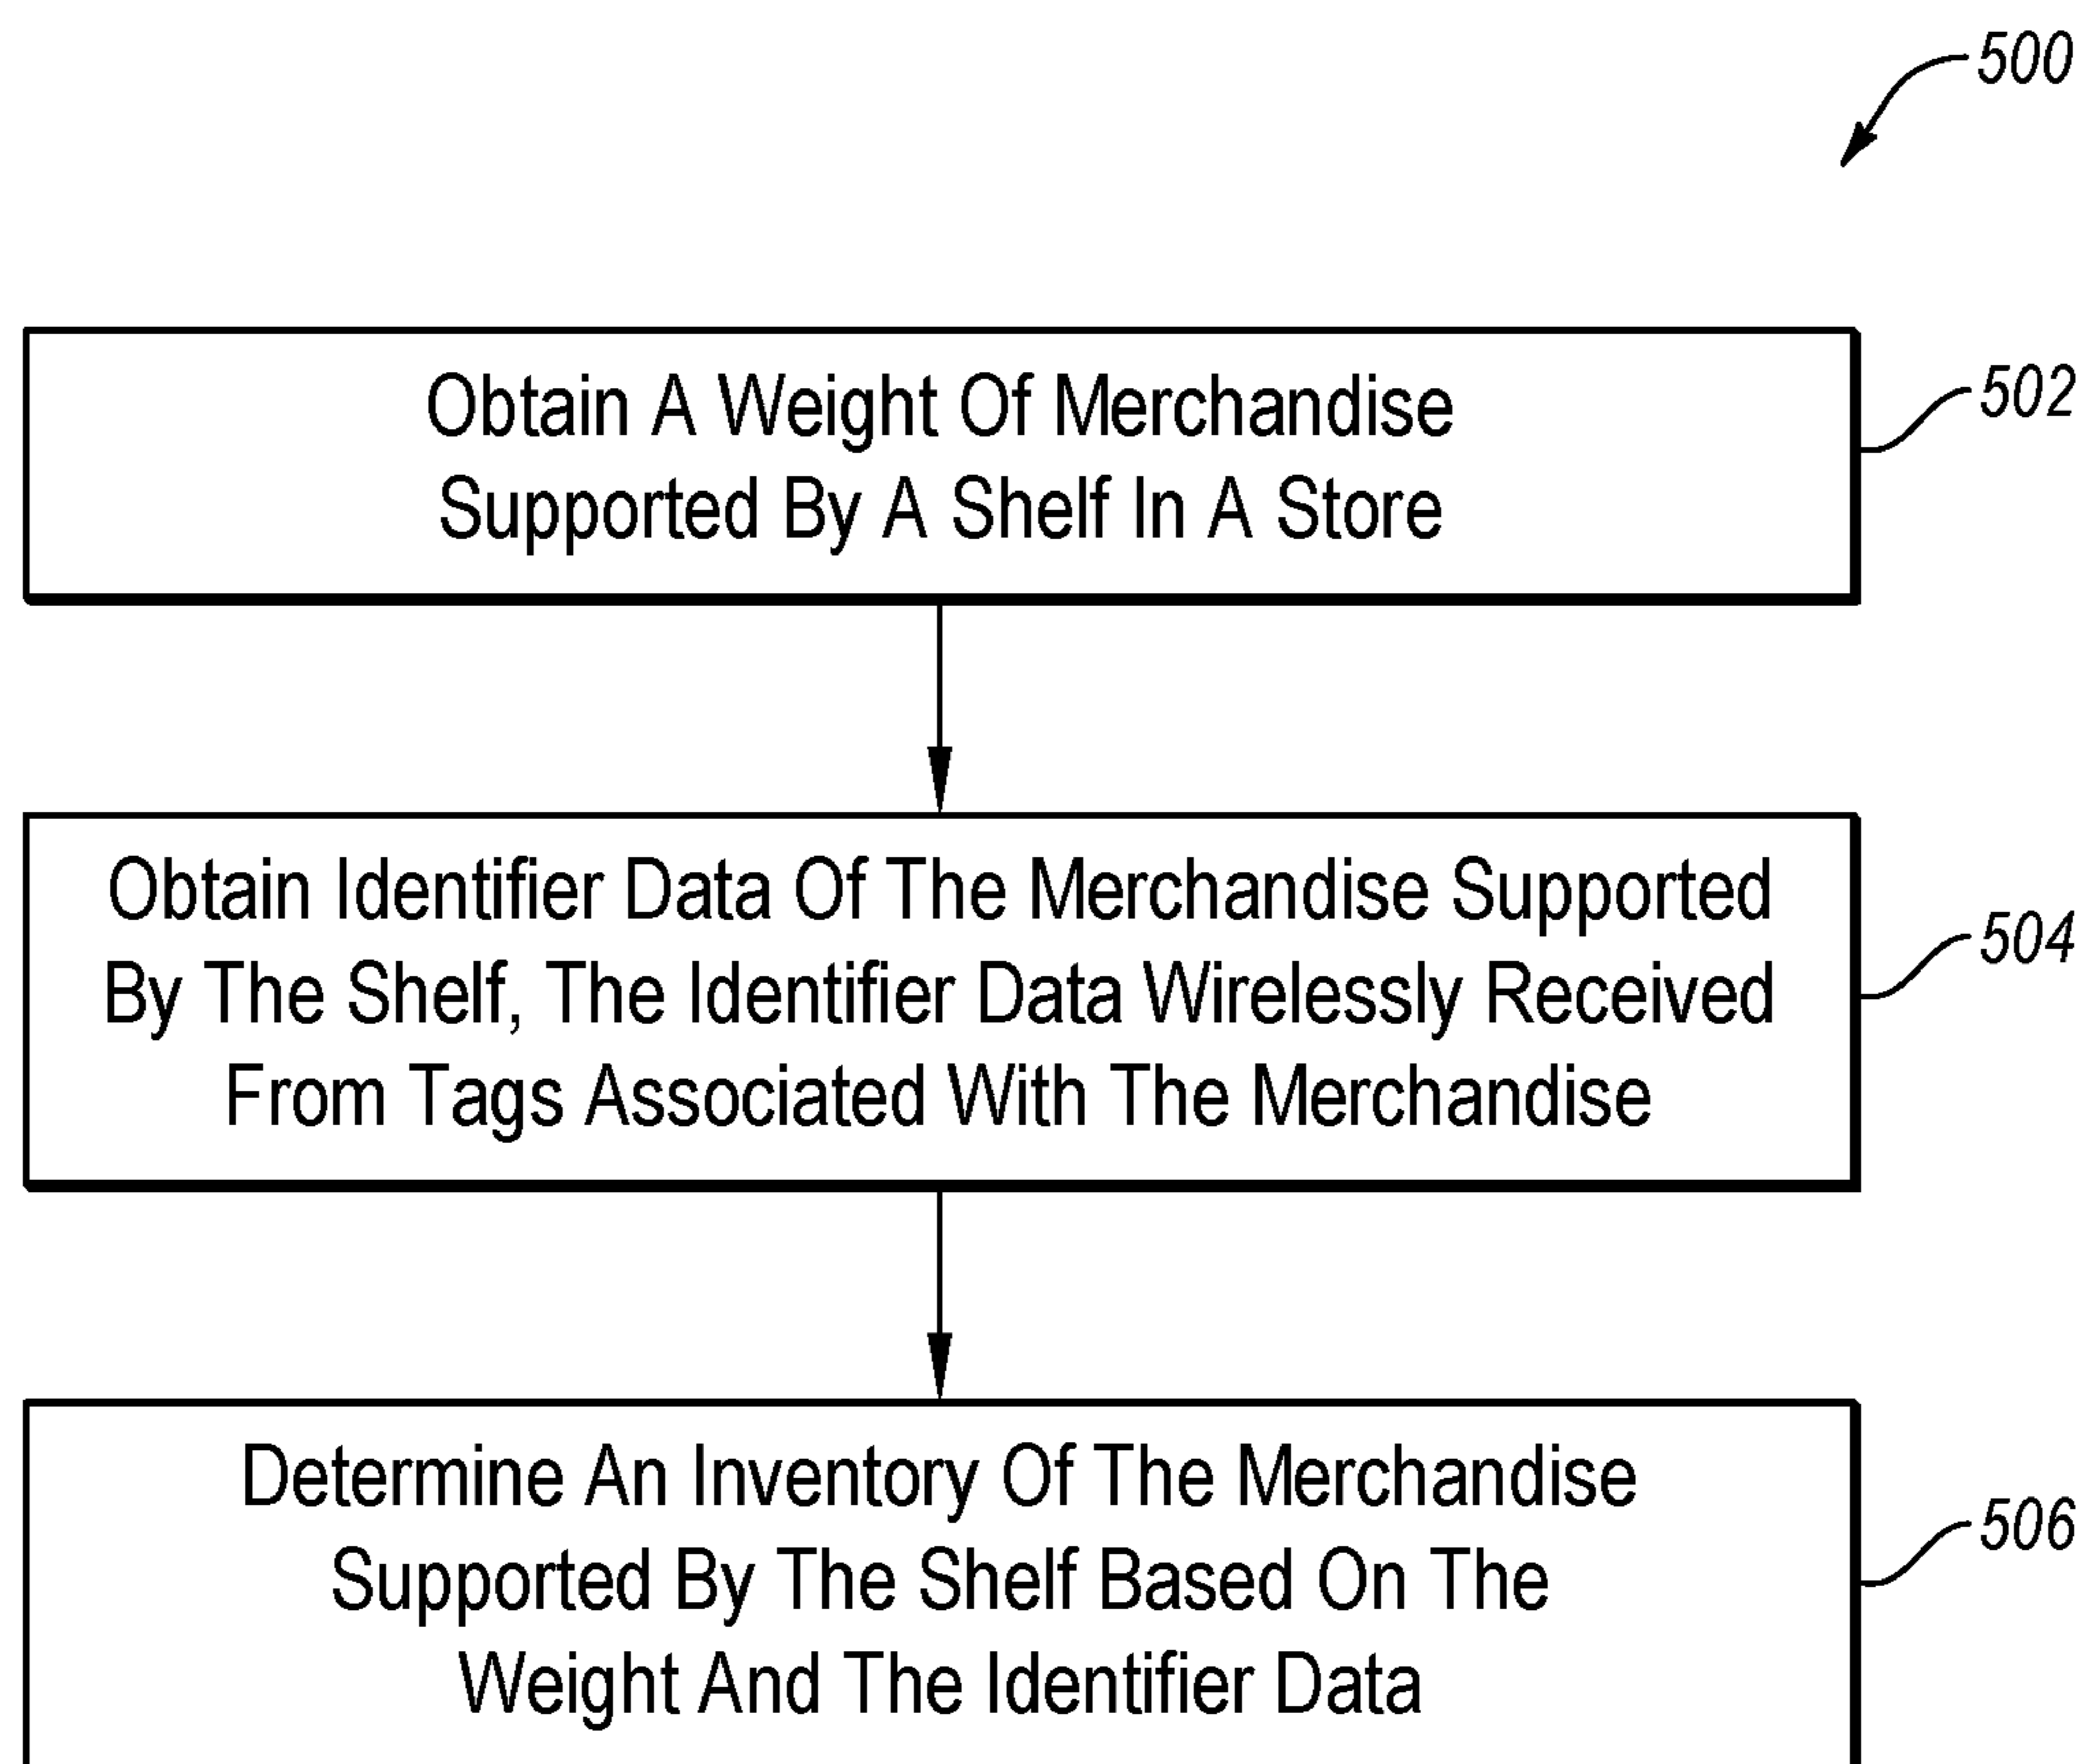 500
Obtain A Weight Of Merchandise
Supported By A Shelf In A Store
502
Obtain Identifier Data Of The Merchandise Supported
By The Shelf, The Identifier Data Wirelessly Received
From Tags Associated With The Merchandise
504
Determine An Inventory Of The Merchandise
Supported By The Shelf Based On The
Weight And The Identifier Data
506